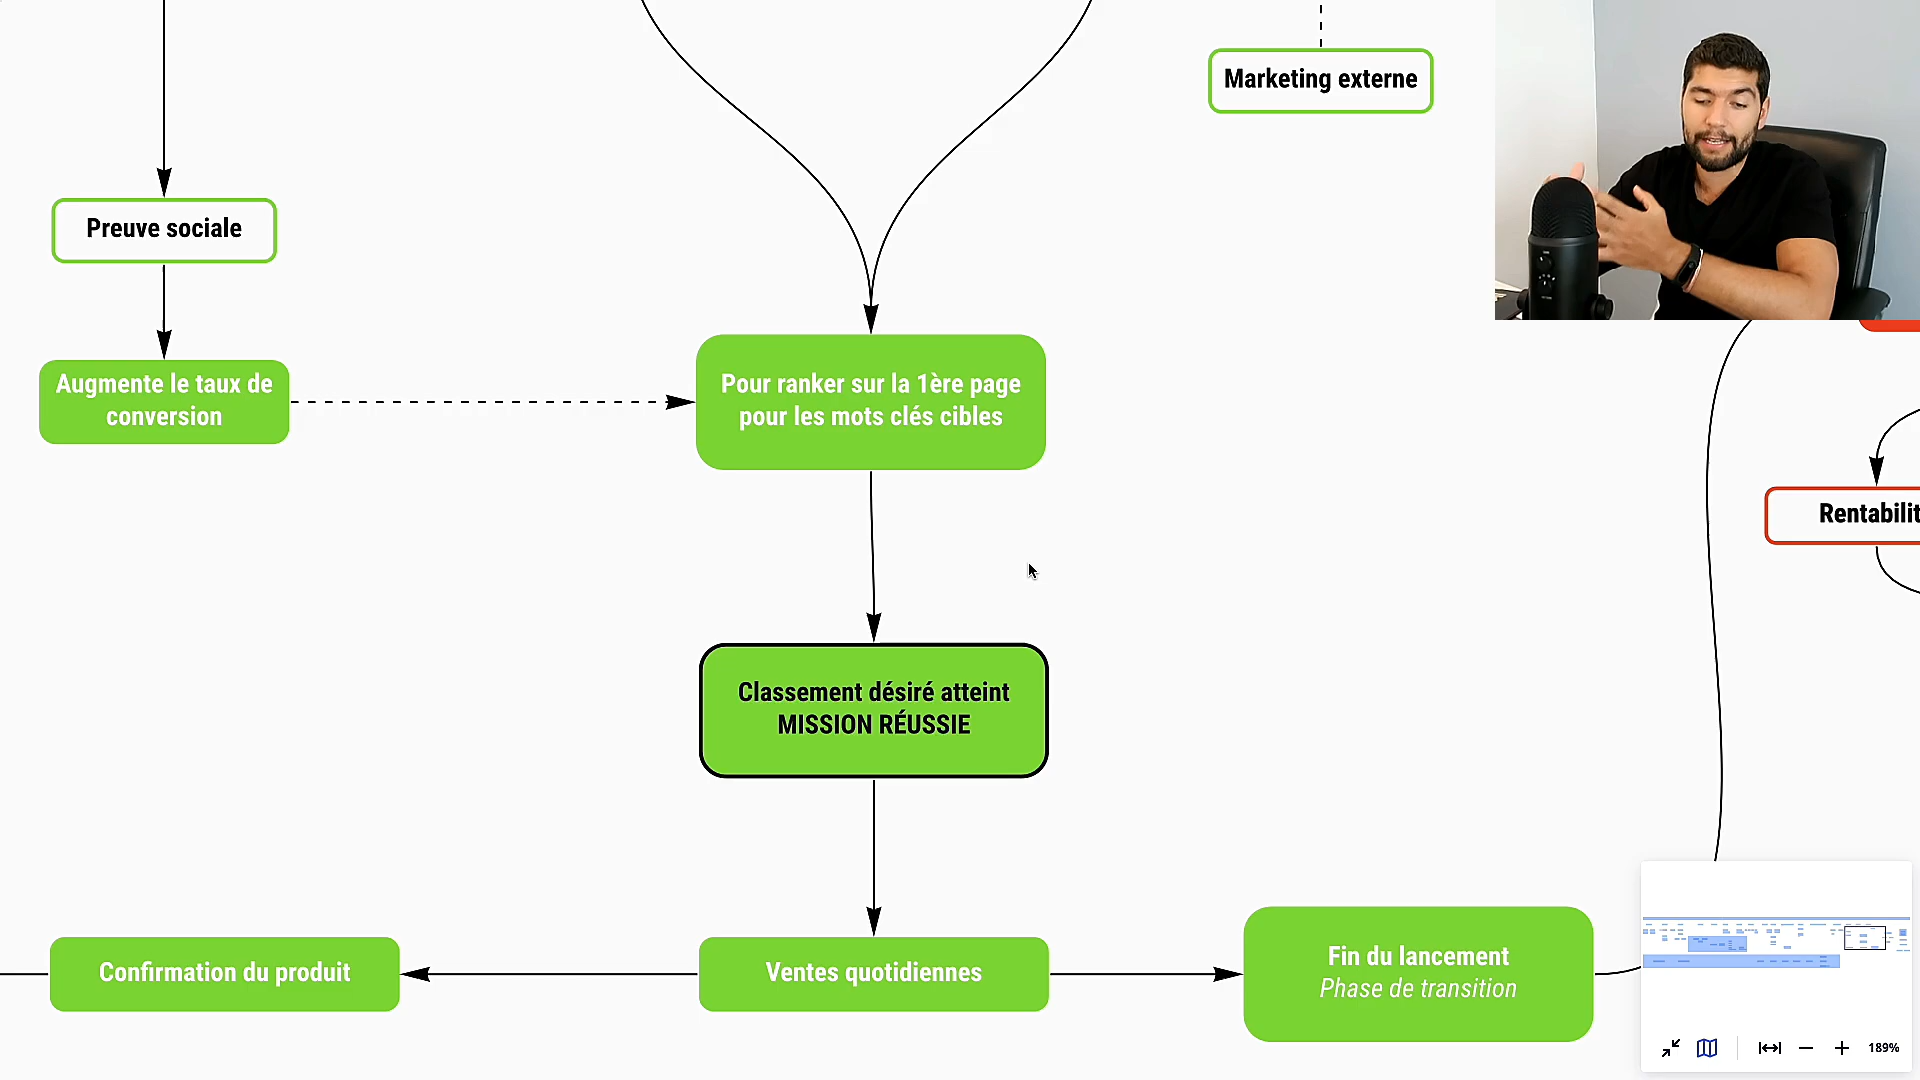 Marketing externe
Preuve sociale
Augmente le taux de
conversion
Pour ranker sur la 1ère page
pour les mots clés cibles
Rentabilit
Classement désiré atteint
MISSION RÉUSSIE
Confirmation du produit
Ventes quotidiennes
Fin du lancement
Phase de transition
189%